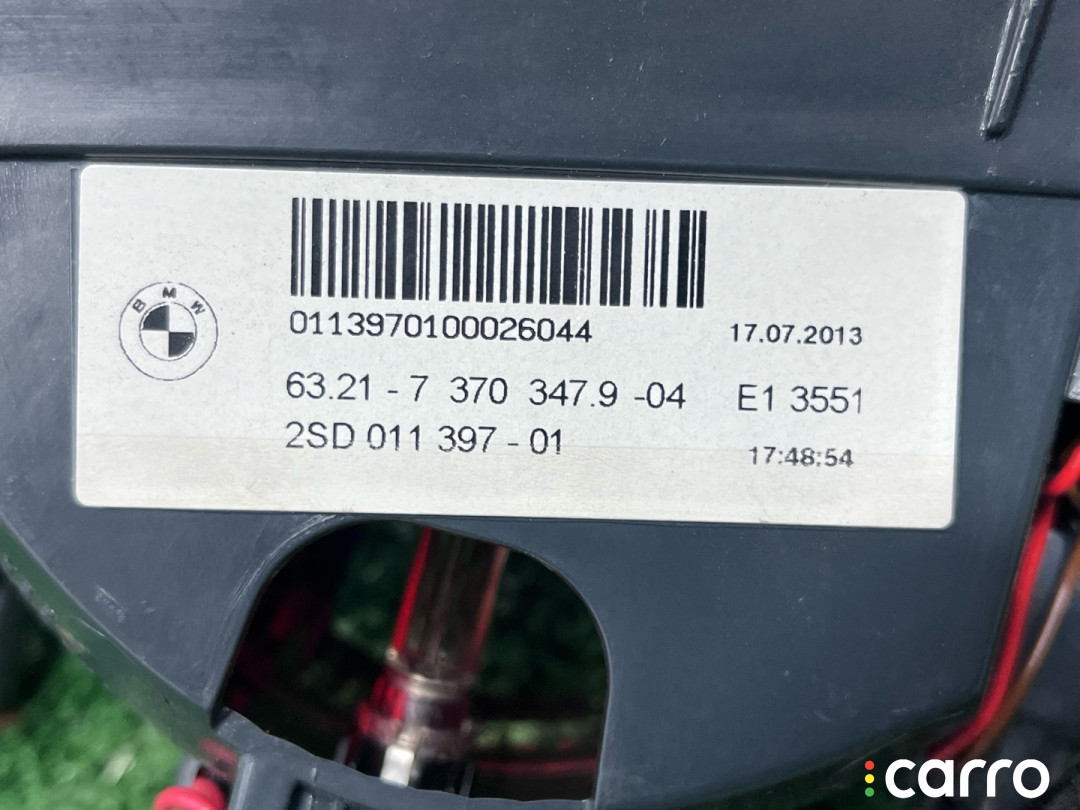 BMW
0113970100026044
17.07.2013
63.21 - 7 370 347.9 -04 E1 3551
2SD 011 397 - 01
17:48:54
carro